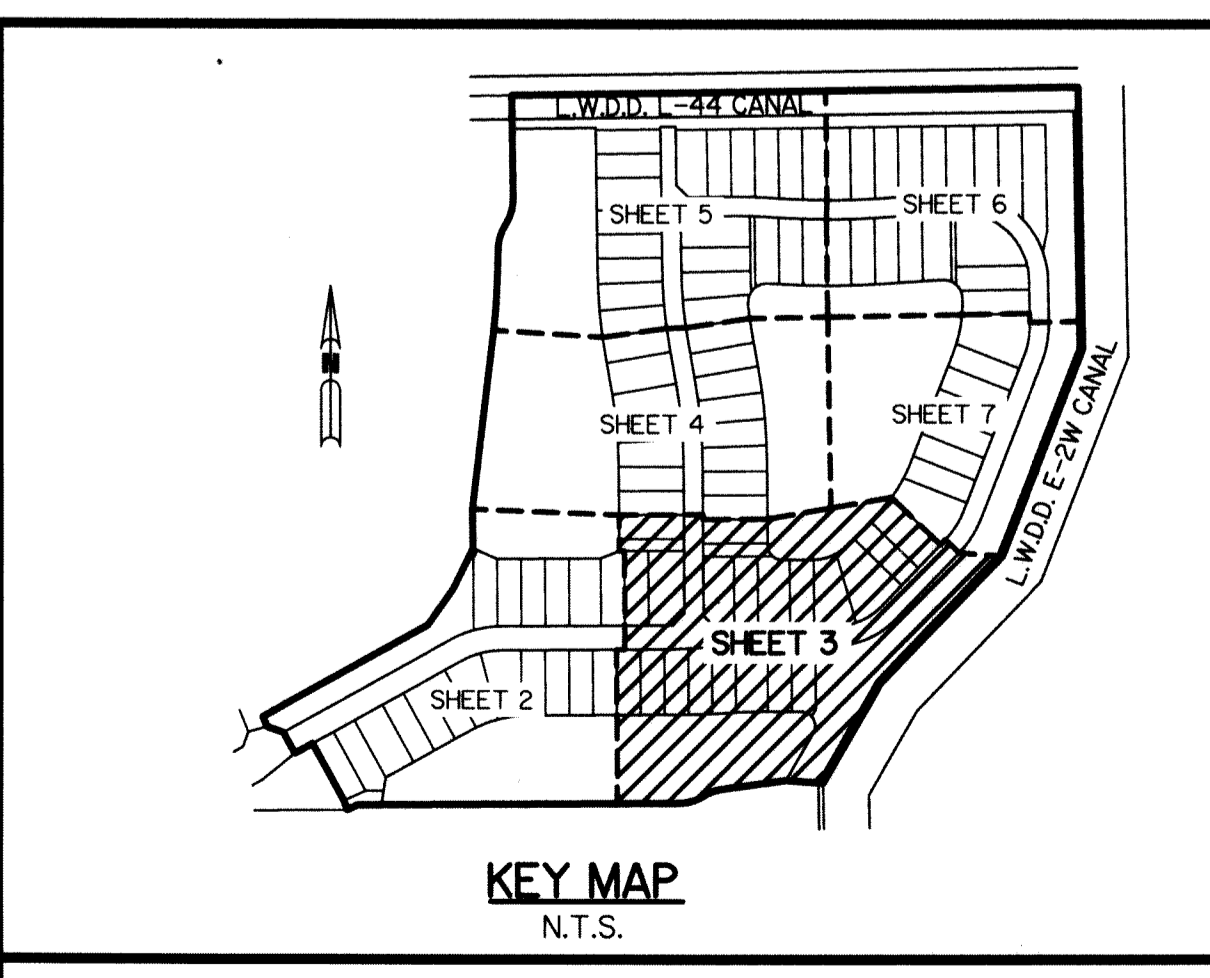 L.W.D.D. L-44 CANAL
SHEET 5
SHEET 6
N
SHEET 4
SHEET 7
L.W.D.D. E-2W CANAL
SHEET 3
SHEET 2
KEY MAP
N.T.S.